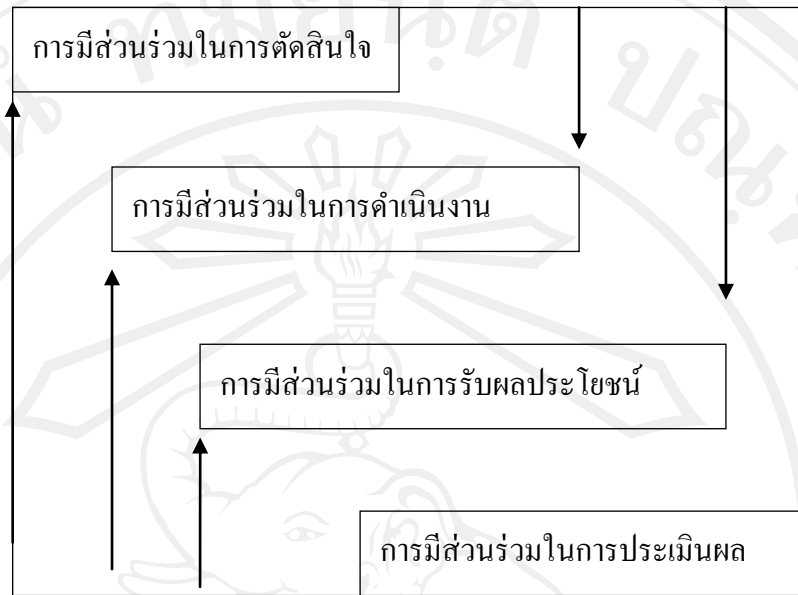 การมีส่วนร่วมในการตัดสินใจ
การมีส่วนร่วมในการดำเนินงาน
การมีส่วนร่วมในการรับผลประโยชน์
การมีส่วนร่วมในการประเมินผล